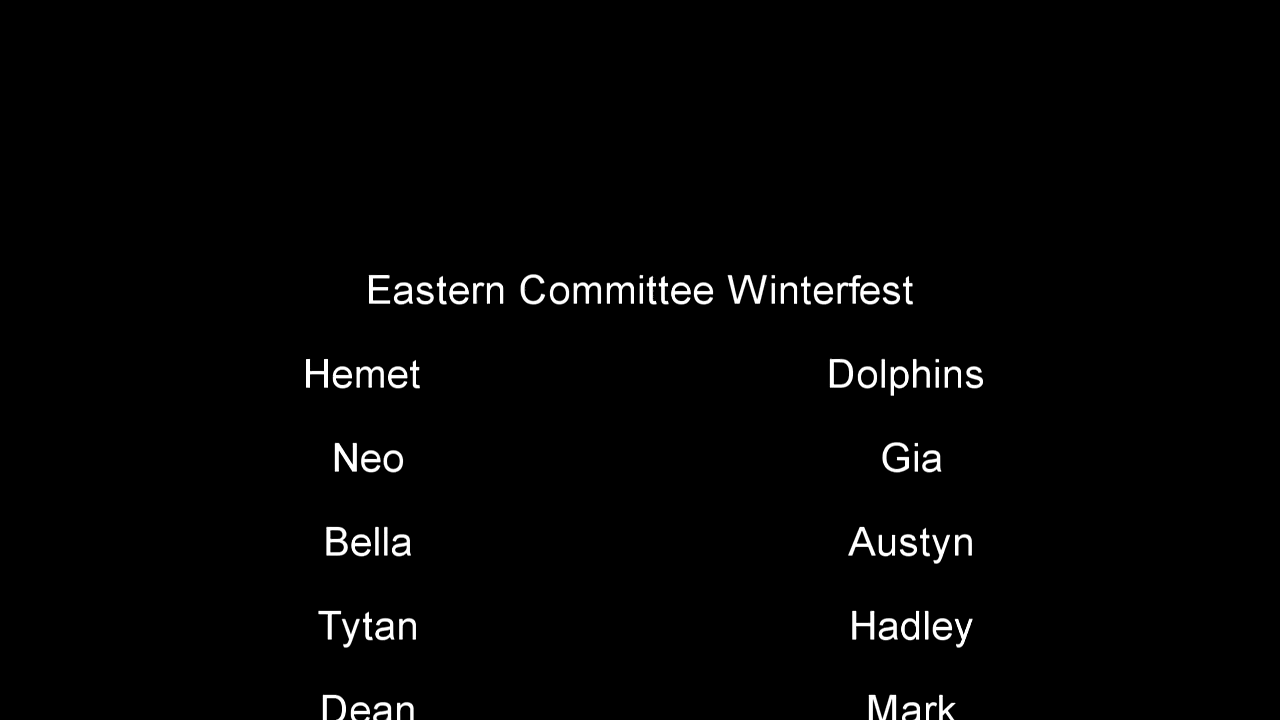 Eastern Committee Winterfest
Hemet Dolphins
Neo Gia
Bella Austyn
Tytan Hadley
Dean Mark